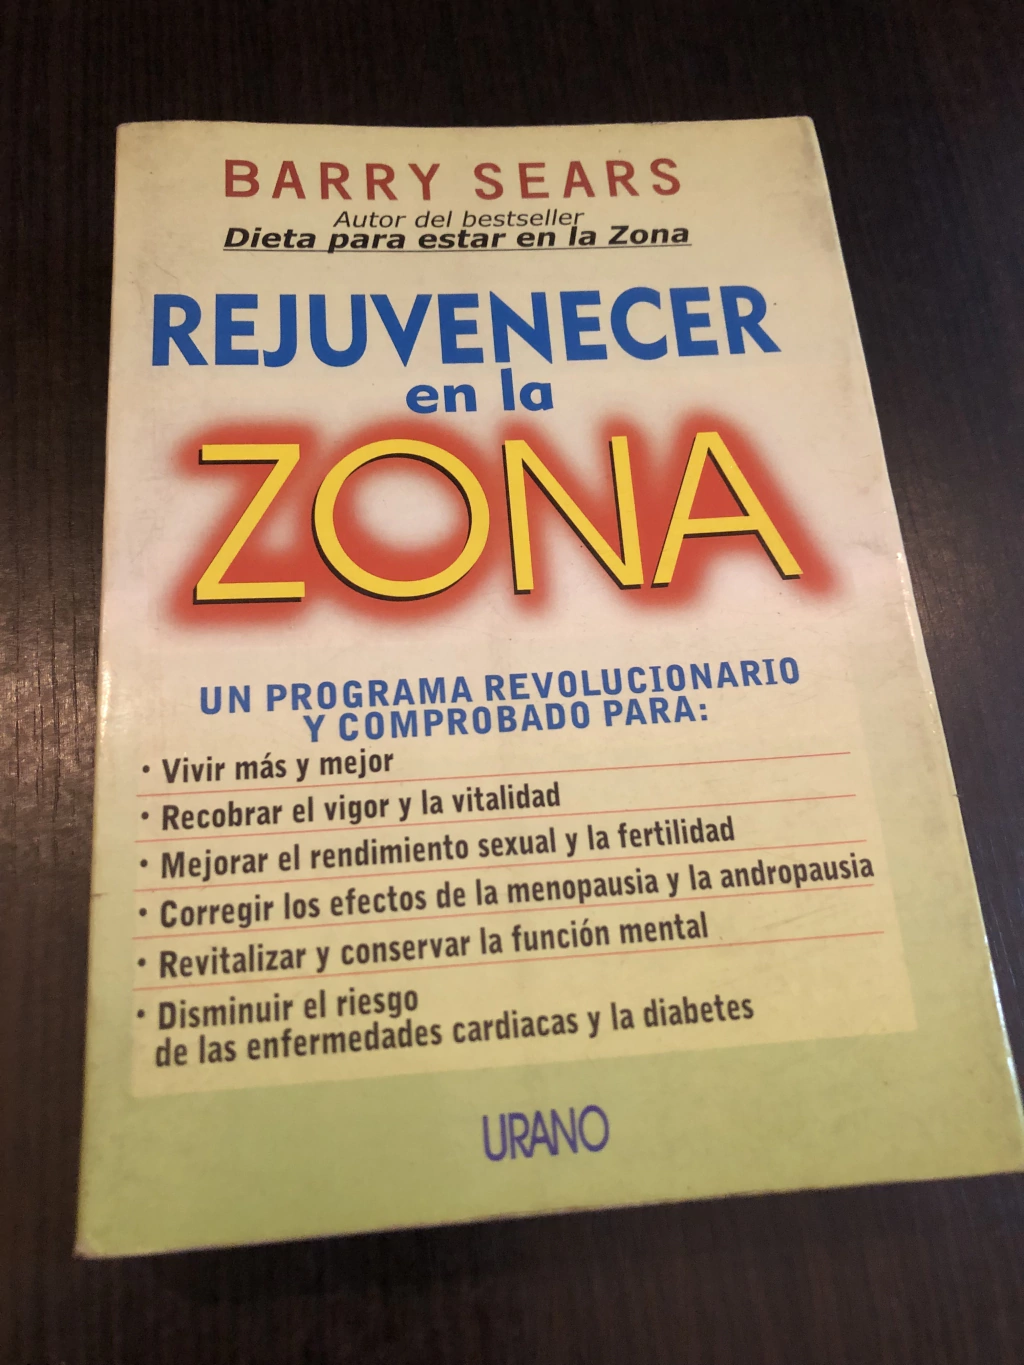 BARRY SEARS
Autor del bestseller
Dieta para estar en la Zona
REJUVENECER
en la
ZONA
UN PROGRAMA REVOLUCIONARIO
Y COMPROBADO PARA:
• Vivir más y mejor
• Recobrar el vigor y la vitalidad
• Mejorar el rendimiento sexual y la fertilidad
• Corregir los efectos de la menopausia y la andropausia
• Revitalizar y conservar la función mental
• Disminuir el riesgo
de las enfermedades cardiacas y la diabetes
URANO